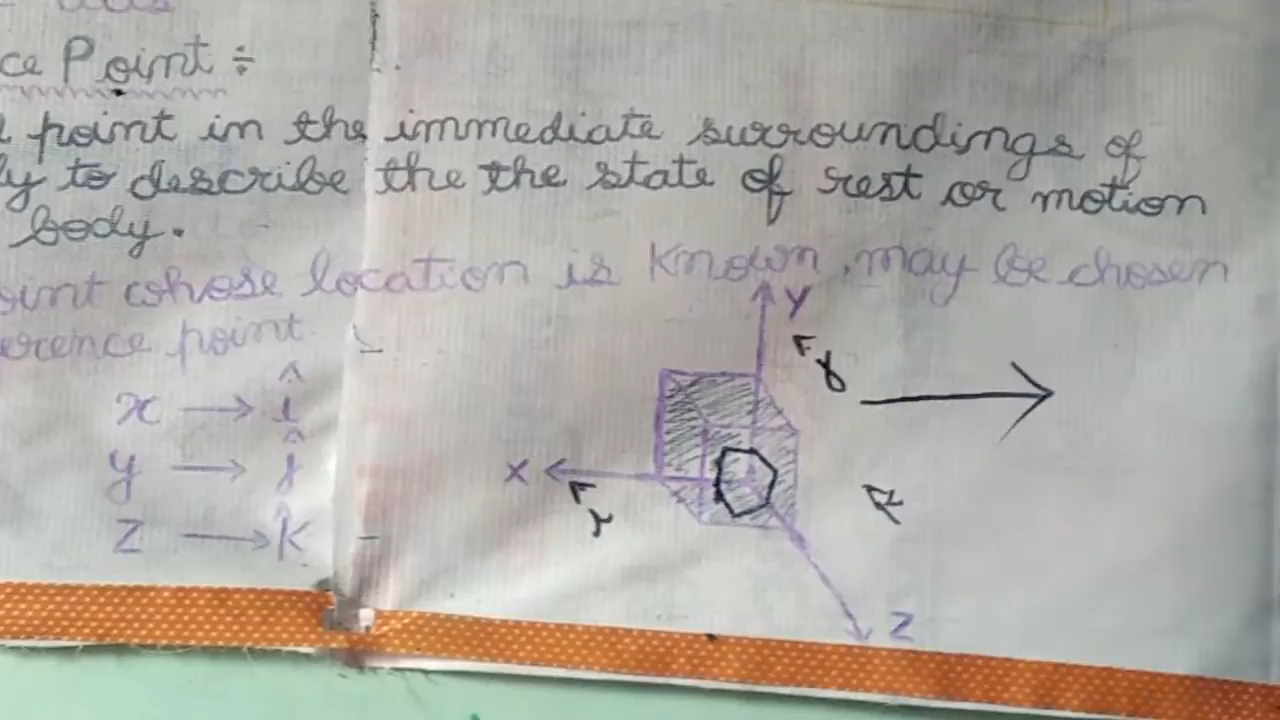 ce Point ÷
point in the immediate surroundings of
ly to describe the the state of rest or motion
body.
oint whose location is known, may be chosen
erence point.
x → î
y → ĵ
z → k̂
Y
X
Z